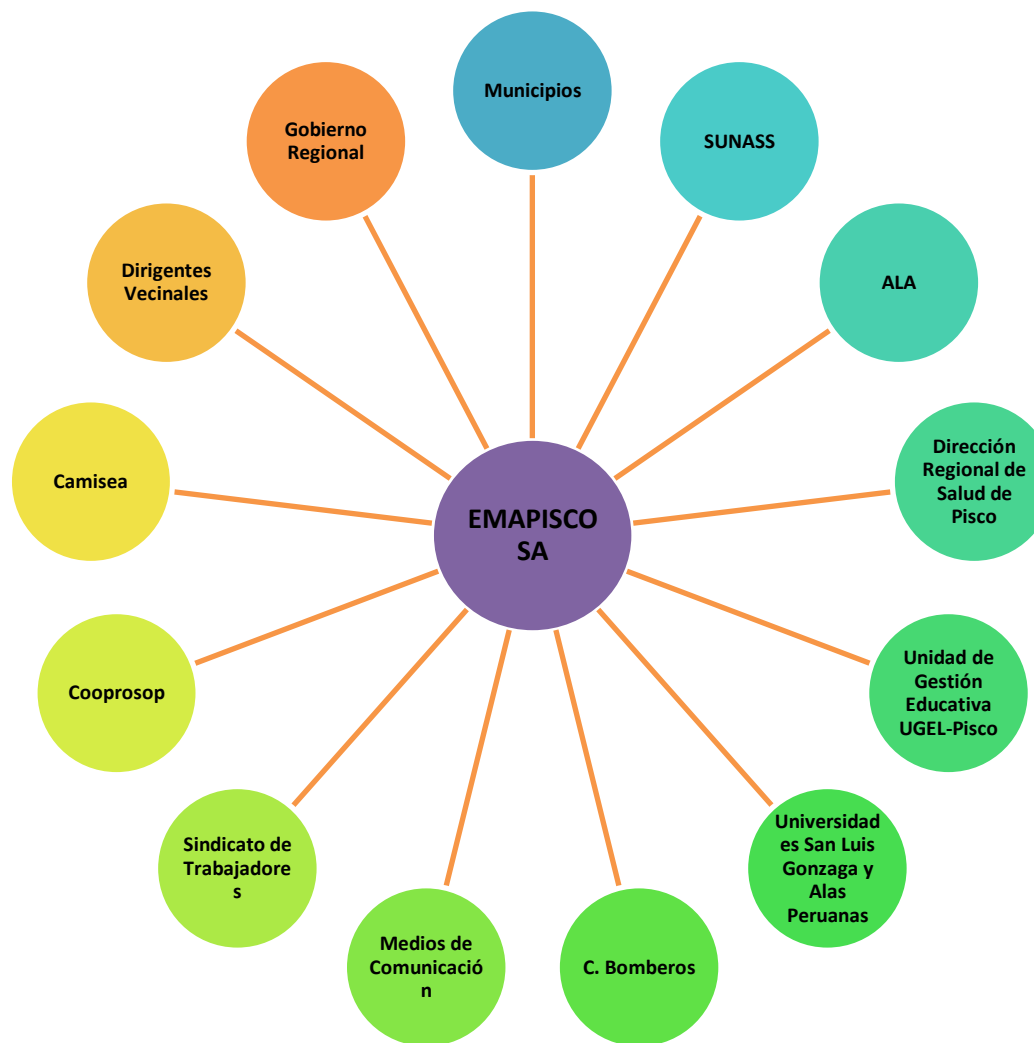 Municipios
SUNASS
ALA
Dirección
Regional de
Salud de
Pisco
Unidad de
Gestión
Educativa
UGEL-Pisco
Universidad
es San Luis
Gonzaga y
Alas
Peruanas
C. Bomberos
Medios de
Comunicació
n
Sindicato de
Trabajadore
s
Cooprosop
Camisea
Dirigentes
Vecinales
Gobierno
Regional
EMAPISCO
SA